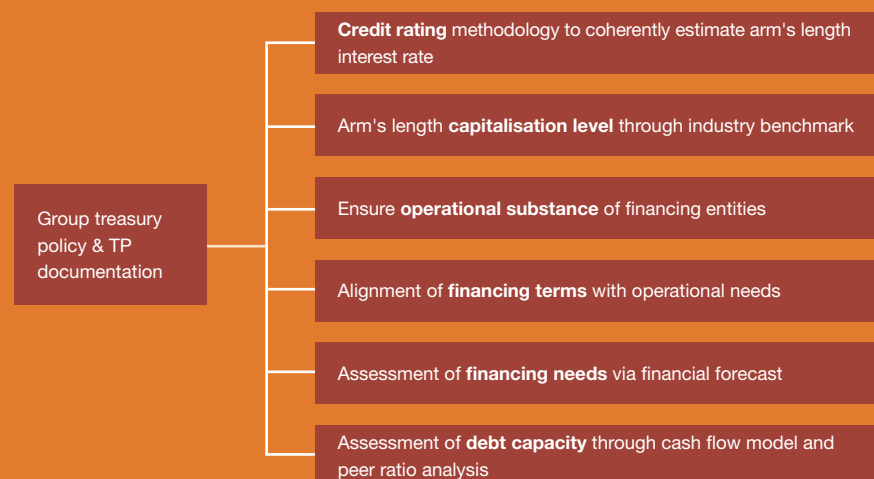 Credit rating methodology to coherently estimate arm's length
interest rate
Arm's length capitalisation level through industry benchmark
Ensure operational substance of financing entities
Group treasury
policy & TP
documentation
Alignment of financing terms with operational needs
Assessment of financing needs via financial forecast
Assessment of debt capacity through cash flow model and
peer ratio analysis